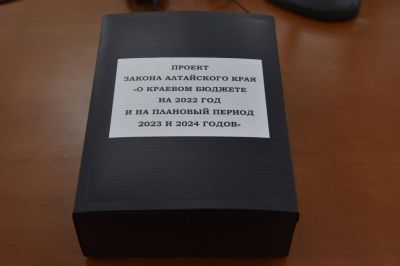 ПРОЕКТ
ЗАКОНА АЛТАЙСКОГО КРАЯ
«О КРАЕВОМ БЮДЖЕТЕ
НА 2022 ГОД
И НА ПЛАНОВЫЙ ПЕРИОД
2023 И 2024 ГОДОВ»